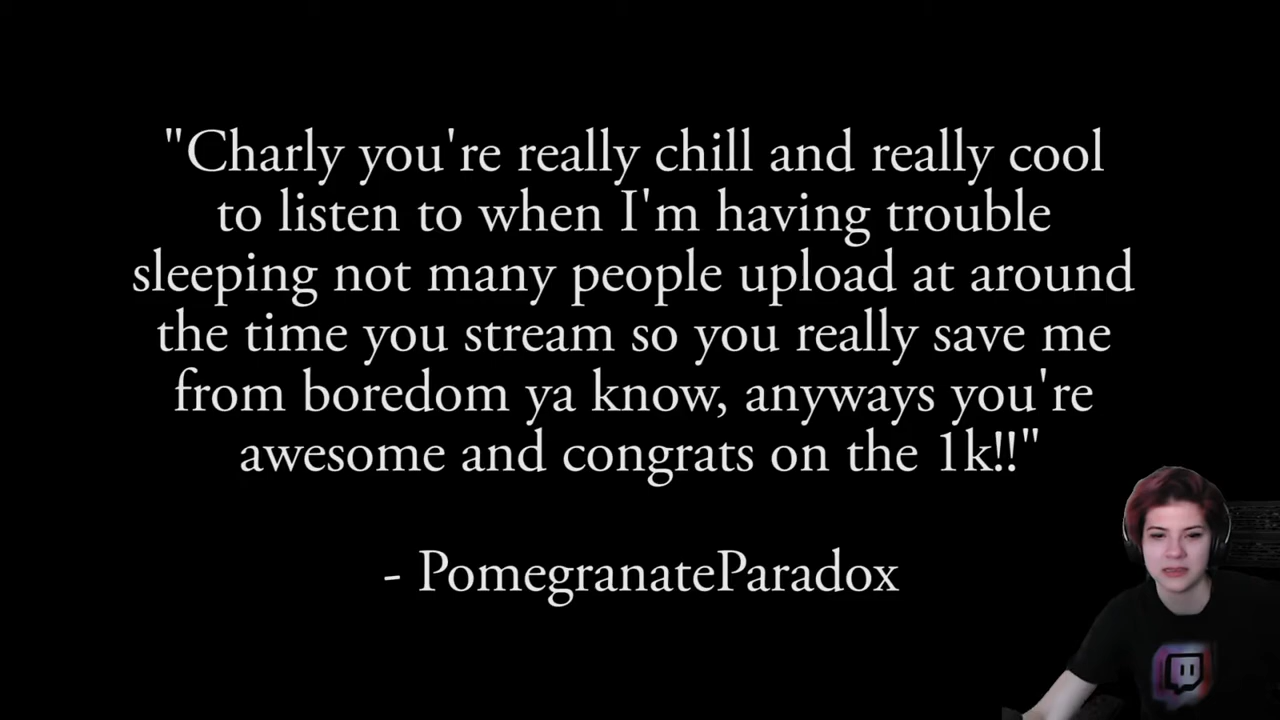 "Charly you're really chill and really cool
to listen to when I'm having trouble
sleeping not many people upload at around
the time you stream so you really save me
from boredom ya know, anyways you're
awesome and congrats on the 1k!!"
- PomegranateParadox